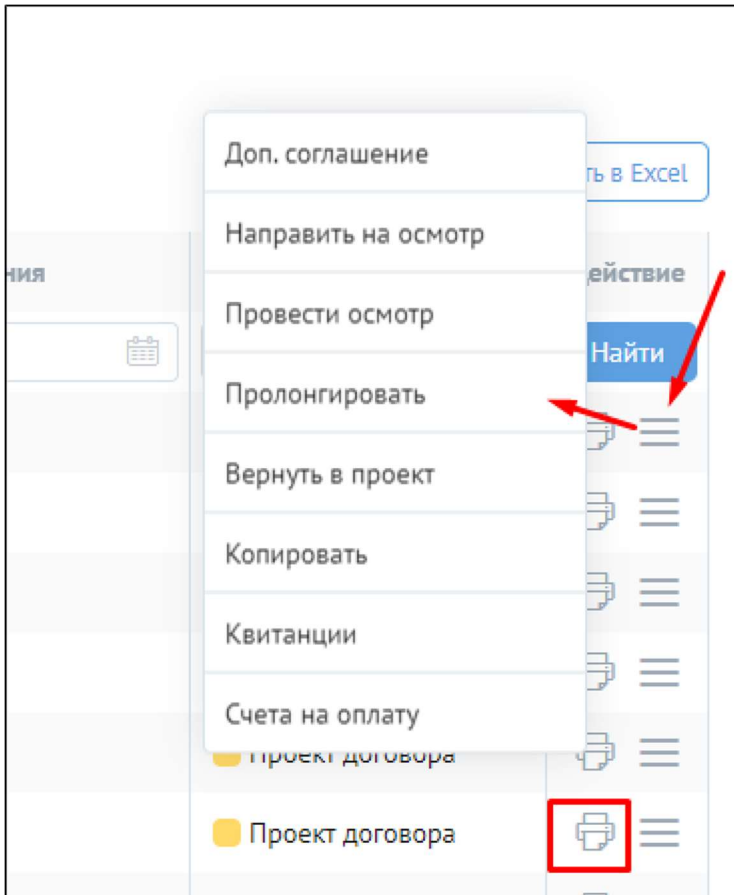 Доп. соглашение
ть в Excel
Направить на осмотр
ния
ействие
Провести осмотр
Найти
Пролонгировать
Вернуть в проект
Копировать
Квитанции
Счета на оплату
Проект договора
Проект договора